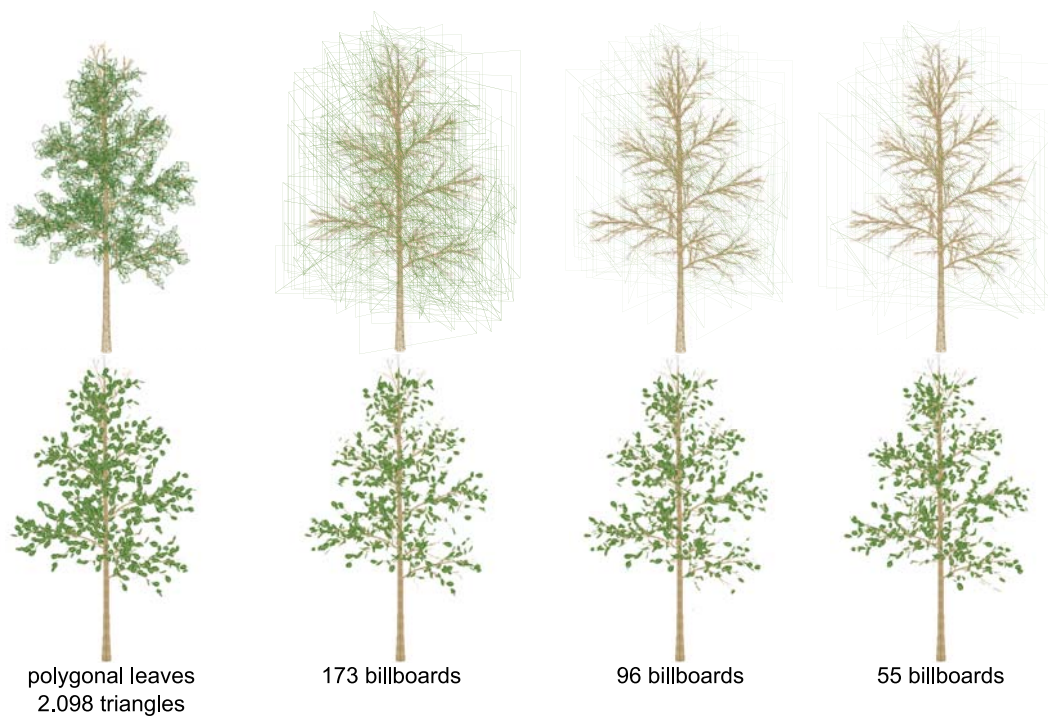 polygonal leaves
2.098 triangles
173 billboards
96 billboards
55 billboards